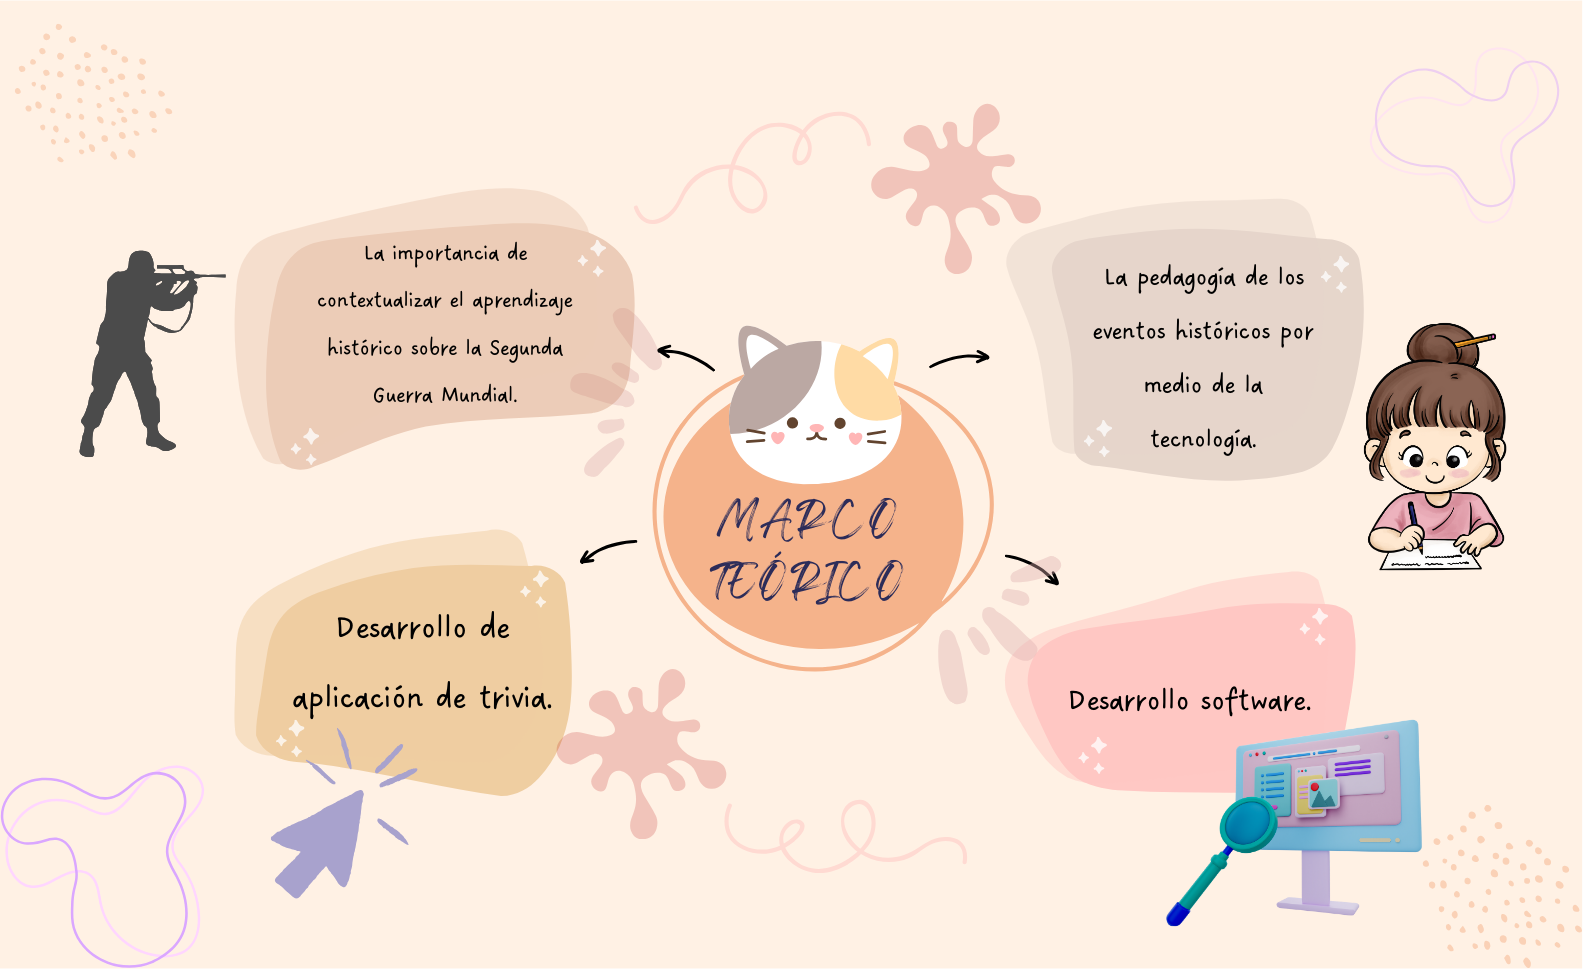 La importancia de
contextualizar el aprendizaje
histórico sobre la Segunda
Guerra Mundial.
La pedagogía de los
eventos históricos por
medio de la
tecnología.
MARCO
TEÓRICO
Desarrollo de
aplicación de trivia.
Desarrollo software.